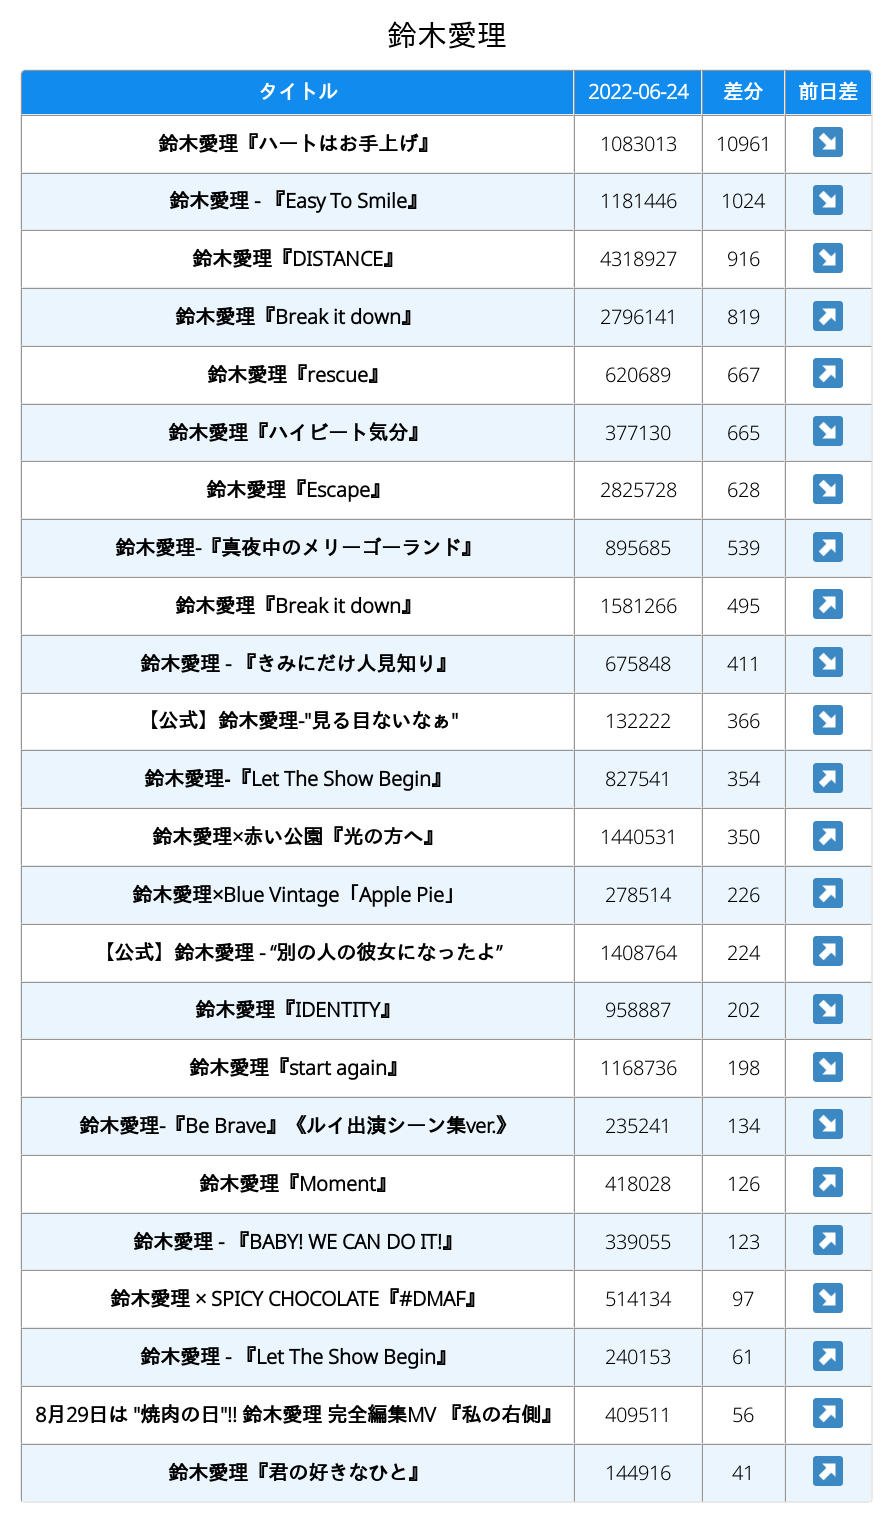 鈴木愛理
タイトル 2022-06-24 差分 前日差
鈴木愛理『ハートはお手上げ』 1083013 10961
鈴木愛理 - 『Easy To Smile』 1181446 1024
鈴木愛理『DISTANCE』 4318927 916
鈴木愛理『Break it down』 2796141 819
鈴木愛理『rescue』 620689 667
鈴木愛理『ハイビート気分』 377130 665
鈴木愛理『Escape』 2825728 628
鈴木愛理-『真夜中のメリーゴーランド』 895685 539
鈴木愛理『Break it down』 1581266 495
鈴木愛理 - 『きみにだけ人見知り』 675848 411
【公式】鈴木愛理-"見る目ないなぁ" 132222 366
鈴木愛理-『Let The Show Begin』 827541 354
鈴木愛理×赤い公園『光の方へ』 1440531 350
鈴木愛理×Blue Vintage「Apple Pie」 278514 226
【公式】鈴木愛理 - “別の人の彼女になったよ” 1408764 224
鈴木愛理『IDENTITY』 958887 202
鈴木愛理『start again』 1168736 198
鈴木愛理-『Be Brave』《ルイ出演シーン集ver.》 235241 134
鈴木愛理『Moment』 418028 126
鈴木愛理 - 『BABY! WE CAN DO IT!』 339055 123
鈴木愛理 × SPICY CHOCOLATE『#DMAF』 514134 97
鈴木愛理 - 『Let The Show Begin』 240153 61
8月29日は "焼肉の日"!! 鈴木愛理 完全編集MV 『私の右側』 409511 56
鈴木愛理『君の好きなひと』 144916 41